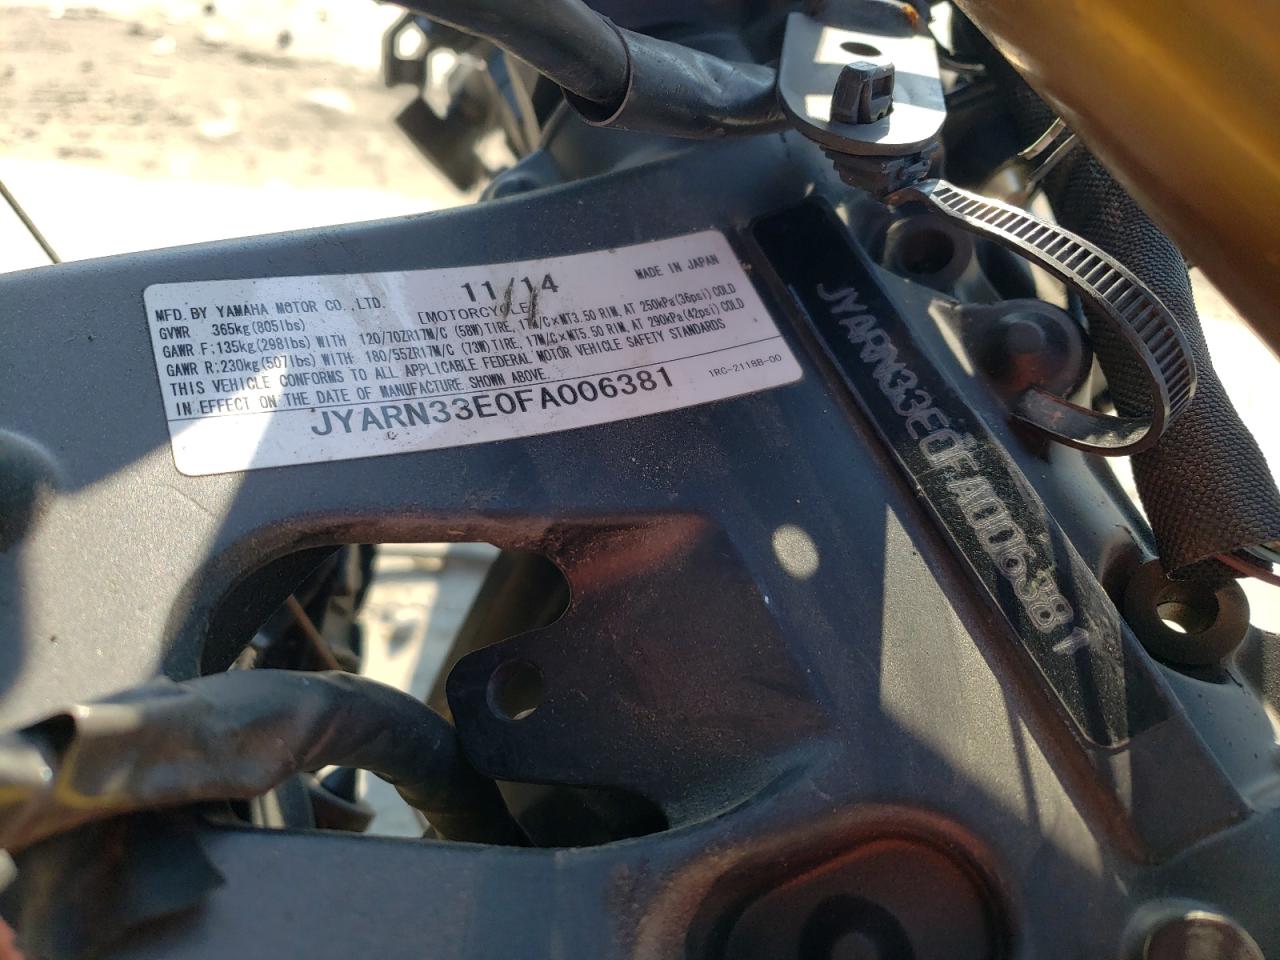 11/14
MADE IN JAPAN
MFD. BY YAMAHA MOTOR CO., LTD. [MOTORCYCLE]
GVWR 365kg(805lbs)
GAWR F:135kg(298lbs) WITH 120/70ZR17M/C (58W)TIRE, 17M/C×MT3.50 RIM, AT 250kPa(36psi)COLD
GAWR R:230kg(507lbs) WITH 180/55ZR17M/C (73W)TIRE, 17M/C×MT5.50 RIM, AT 290kPa(42psi)COLD
THIS VEHICLE CONFORMS TO ALL APPLICABLE FEDERAL MOTOR VEHICLE SAFETY STANDARDS
IN EFFECT ON THE DATE OF MANUFACTURE SHOWN ABOVE.
1RC-2118B-00
JYARN33E0FA006381
JYARN33E0FA006381